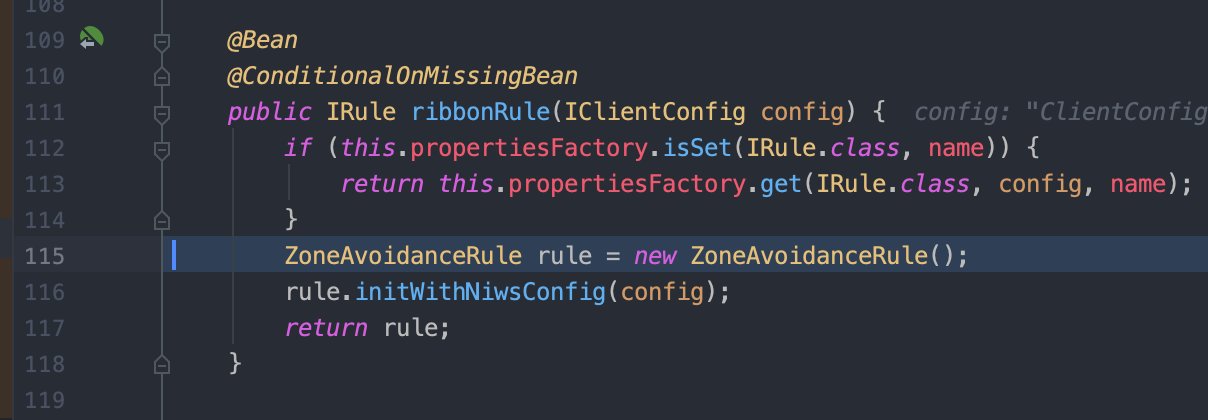 108
109 @Bean
110 @ConditionalOnMissingBean
111 public IRule ribbonRule(IClientConfig config) { config: "ClientConfig
112 if (this.propertiesFactory.isSet(IRule.class, name)) {
113 return this.propertiesFactory.get(IRule.class, config, name);
114 }
115 ZoneAvoidanceRule rule = new ZoneAvoidanceRule();
116 rule.initWithNiwsConfig(config);
117 return rule;
118 }
119